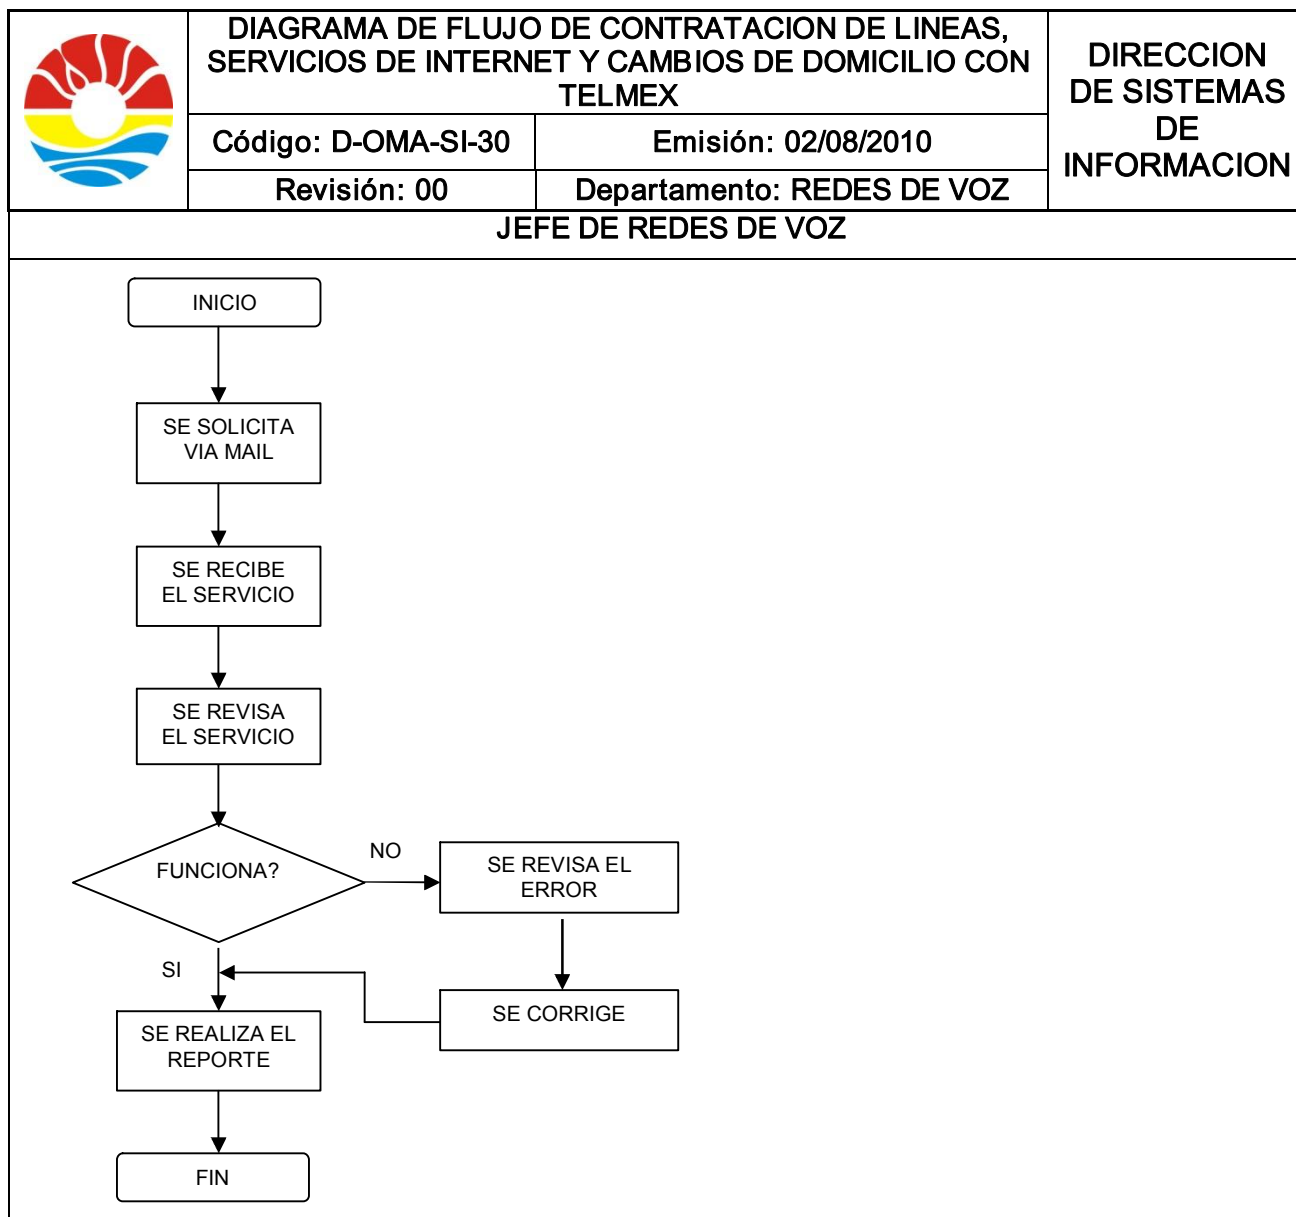 DIAGRAMA DE FLUJO DE CONTRATACION DE LINEAS,
SERVICIOS DE INTERNET Y CAMBIOS DE DOMICILIO CON
TELMEX
DIRECCION
DE SISTEMAS
DE
INFORMACION
Código: D-OMA-SI-30
Emisión: 02/08/2010
Revisión: 00
Departamento: REDES DE VOZ
JEFE DE REDES DE VOZ
INICIO
SE SOLICITA
VIA MAIL
SE RECIBE
EL SERVICIO
SE REVISA
EL SERVICIO
FUNCIONA?
NO
SE REVISA EL
ERROR
SI
SE CORRIGE
SE REALIZA EL
REPORTE
FIN